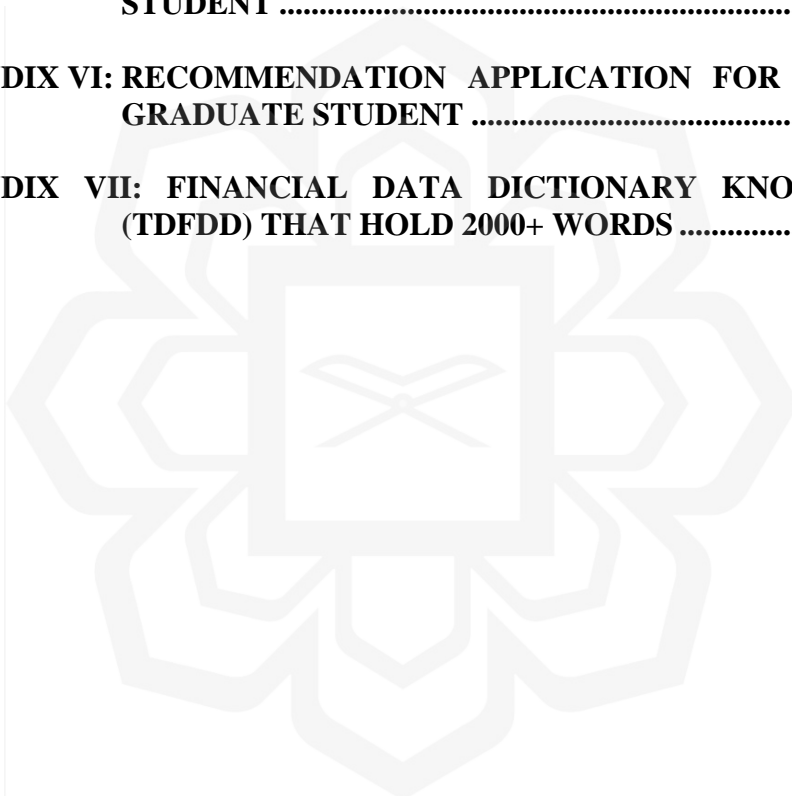 STUDENT ................................................................
DIX VI: RECOMMENDATION APPLICATION FOR
GRADUATE STUDENT ........................................
DIX VII: FINANCIAL DATA DICTIONARY KNO
(TDFDD) THAT HOLD 2000+ WORDS ..............